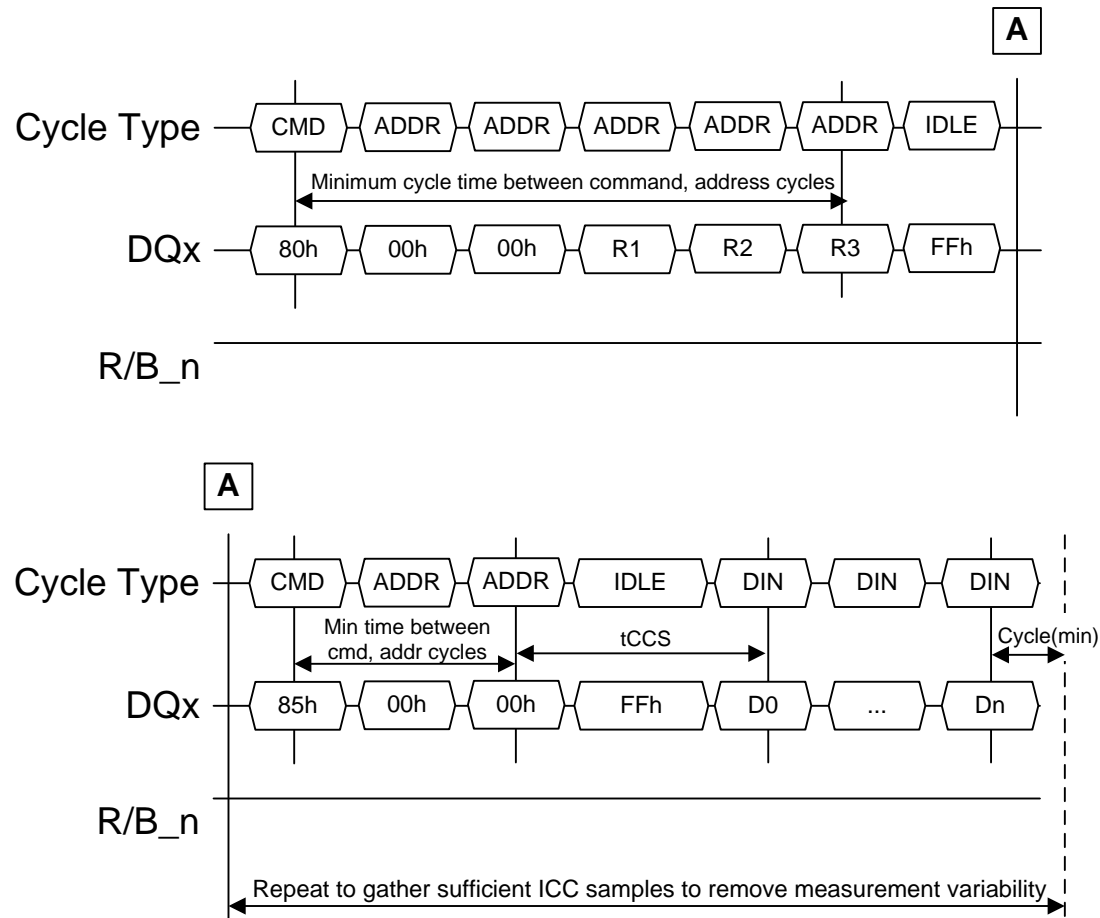 A
Cycle Type CMD ADDR ADDR ADDR ADDR ADDR IDLE
Minimum cycle time between command, address cycles
DQx 80h 00h 00h R1 R2 R3 FFh
R/B_n
A
Cycle Type CMD ADDR ADDR IDLE DIN DIN DIN
Min time between
cmd, addr cycles
tCCS
Cycle(min)
DQx 85h 00h 00h FFh D0 ... Dn
R/B_n
Repeat to gather sufficient ICC samples to remove measurement variability